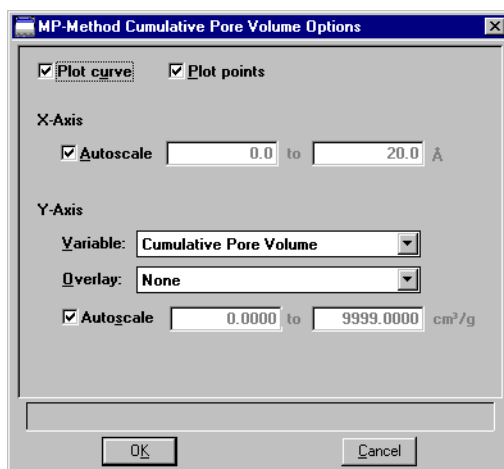 MP-Method Cumulative Pore Volume Options
Plot curve Plot points
X-Axis
Autoscale 0.0 to 20.0 Å
Y-Axis
Variable: Cumulative Pore Volume
Overlay: None
Autoscale 0.0000 to 9999.0000 cm³/g
OK Cancel